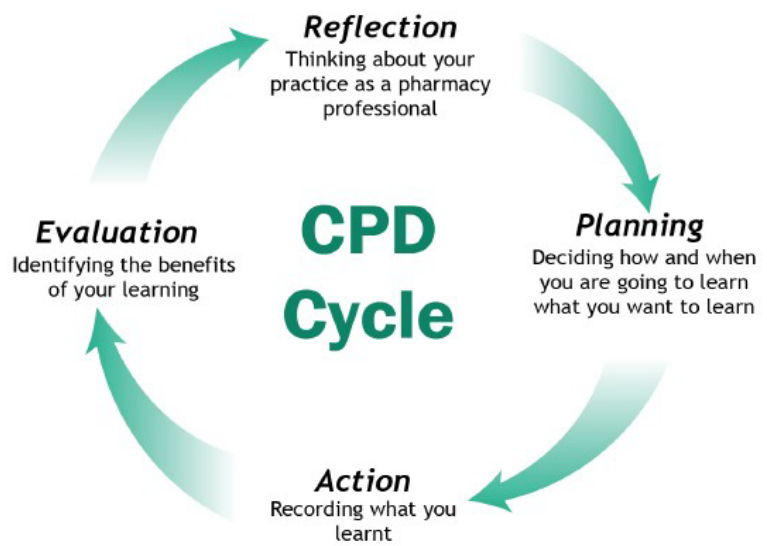 Reflection
Thinking about your
practice as a pharmacy
professional
Planning
Deciding how and when
you are going to learn
what you want to learn
Action
Recording what you
learnt
Evaluation
Identifying the benefits
of your learning
CPD
Cycle